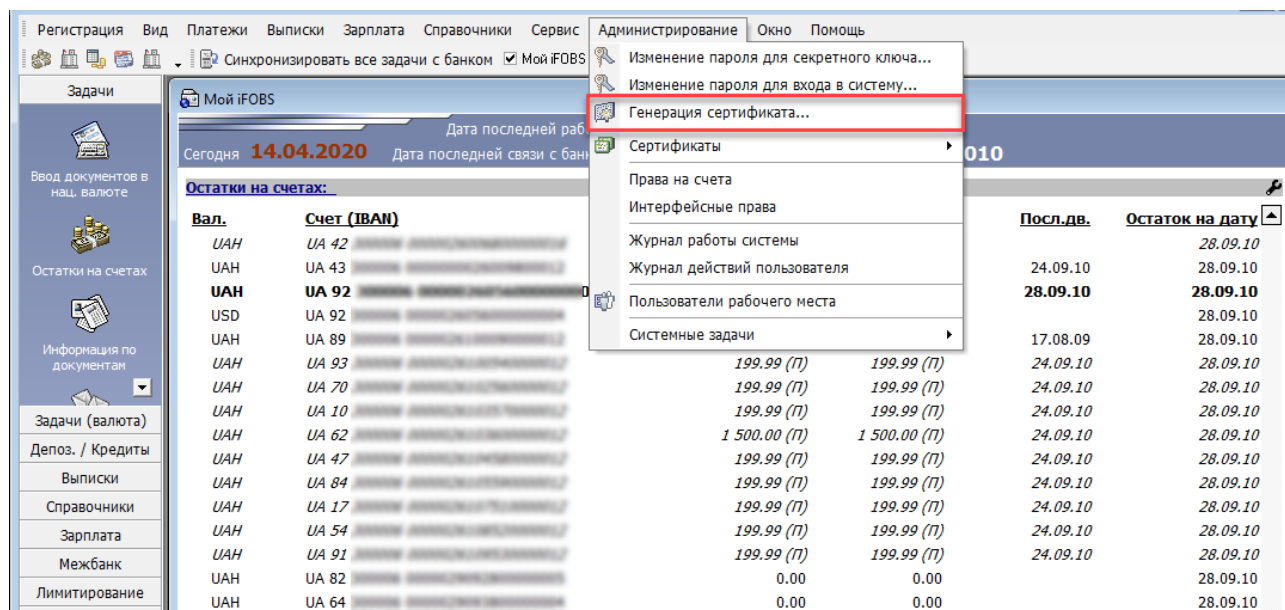 Регистрация Вид Платежи Выписки Зарплата Справочники Сервис Администрирование Окно Помощь
Синхронизировать все задачи с банком Мой iFOBS
Изменение пароля для секретного ключа...
Изменение пароля для входа в систему...
Генерация сертификата...
Сертификаты
Права на счета
Интерфейсные права
Журнал работы системы
Журнал действий пользователя
Пользователи рабочего места
Системные задачи
Задачи
Ввод документов в
нац. валюте
Остатки на счетах
Информация по
документам
Задачи (валюта)
Депоз. / Кредиты
Выписки
Справочники
Зарплата
Межбанк
Лимитирование
Мой iFOBS
Дата последней раб
Сегодня 14.04.2020 Дата последней связи с бан 010
Остатки на счетах:
Вал. Счет (IBAN) Посл.дв. Остаток на дату
UAH UA 42 28.09.10
UAH UA 43 24.09.10 28.09.10
UAH UA 92 0 28.09.10 28.09.10
USD UA 92 28.09.10
UAH UA 89 17.08.09 28.09.10
UAH UA 93 199.99 (П) 199.99 (П) 24.09.10 28.09.10
UAH UA 70 199.99 (П) 199.99 (П) 24.09.10 28.09.10
UAH UA 10 199.99 (П) 199.99 (П) 24.09.10 28.09.10
UAH UA 62 1 500.00 (П) 1 500.00 (П) 24.09.10 28.09.10
UAH UA 47 199.99 (П) 199.99 (П) 24.09.10 28.09.10
UAH UA 84 199.99 (П) 199.99 (П) 24.09.10 28.09.10
UAH UA 17 199.99 (П) 199.99 (П) 24.09.10 28.09.10
UAH UA 54 199.99 (П) 199.99 (П) 24.09.10 28.09.10
UAH UA 91 199.99 (П) 199.99 (П) 24.09.10 28.09.10
UAH UA 82 0.00 0.00 28.09.10
UAH UA 64 0.00 0.00 28.09.10